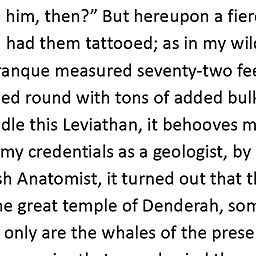 him, then?” But hereupon a fierc
had them tattooed; as in my wil
ranque measured seventy-two fee
ed round with tons of added bulk
dle this Leviathan, it behooves m
my credentials as a geologist, by
sh Anatomist, it turned out that th
he great temple of Denderah, som
only are the whales of the prese